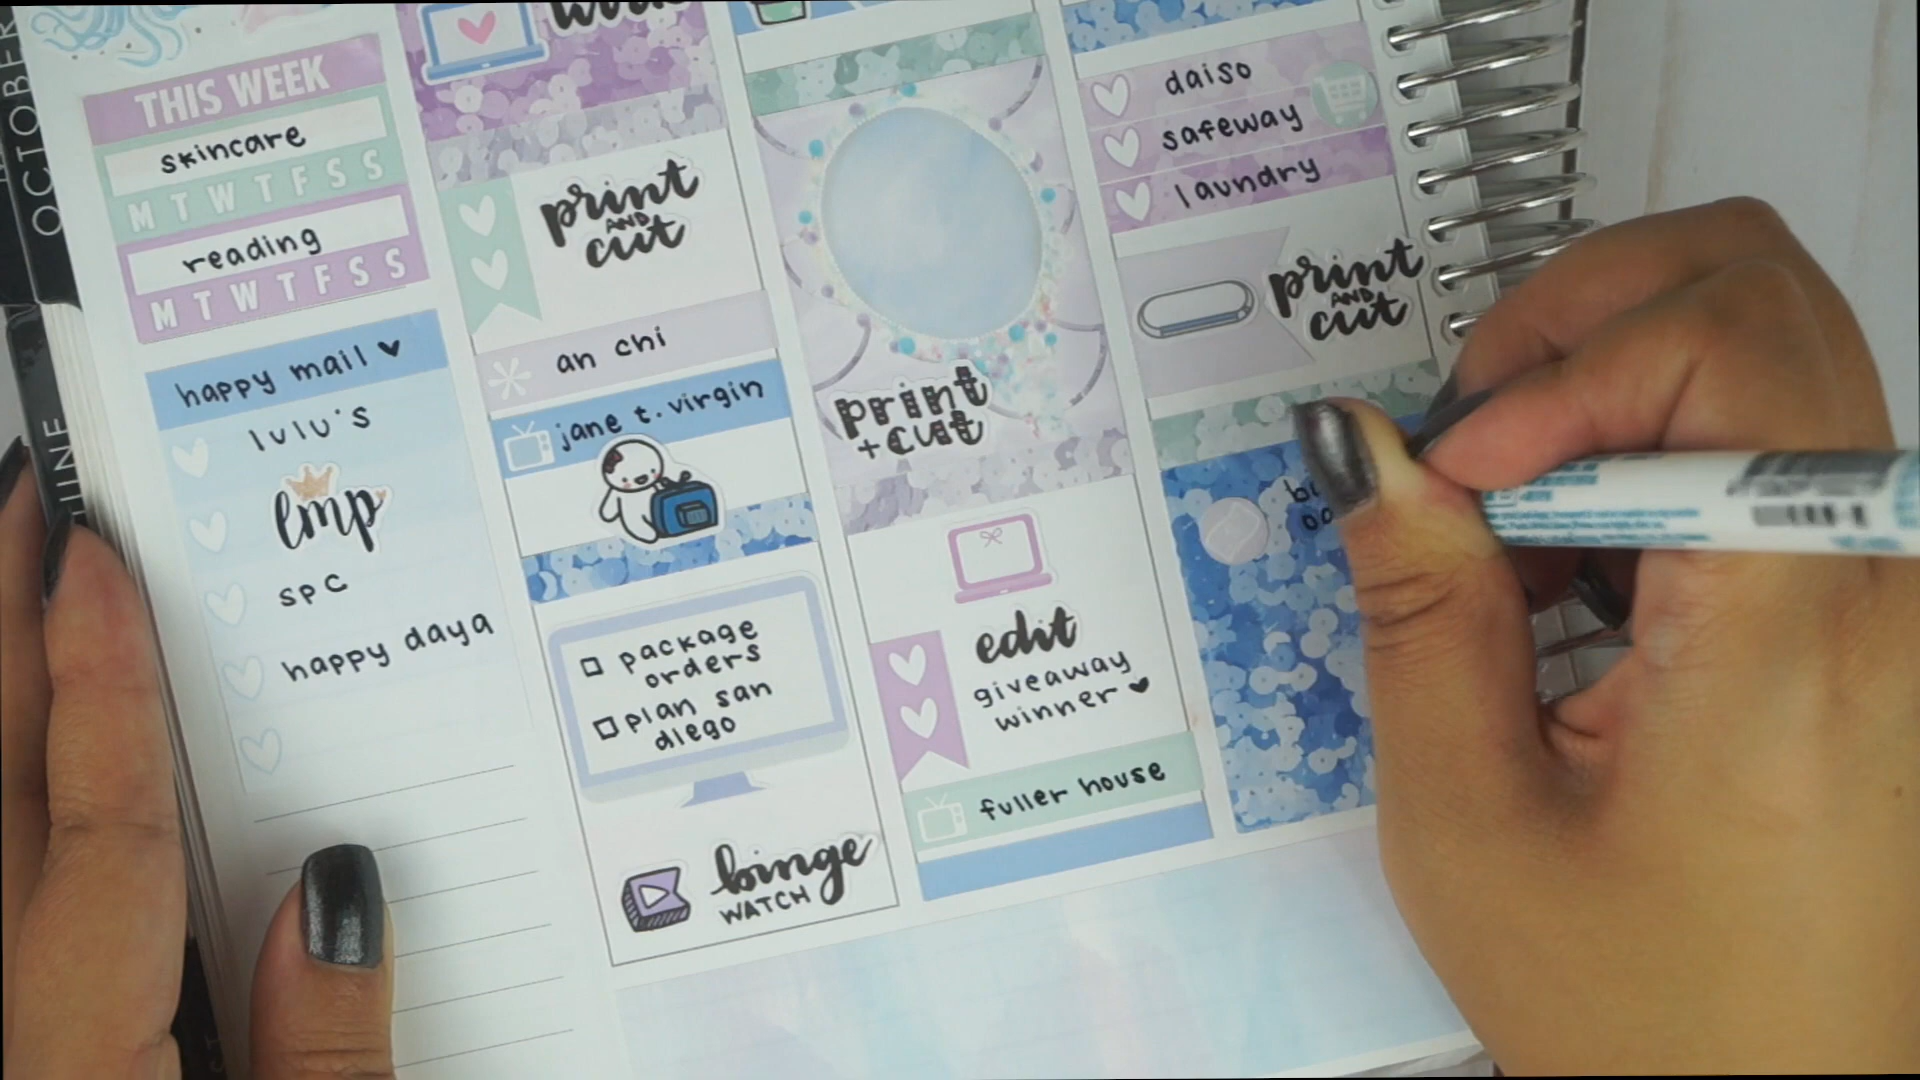 OCTOBER
JUNE
THIS WEEK
skincare
M T W T F S S
reading
M T W T F S S
happy mail
lulu's
lmp
spc
happy daya
print
AND
cut
an chi
jane t. virgin
package
orders
plan san
diego
binge
WATCH
print
+ cut
edit
giveaway
winner
fuller house
daiso
safeway
laundry
print
AND
cut